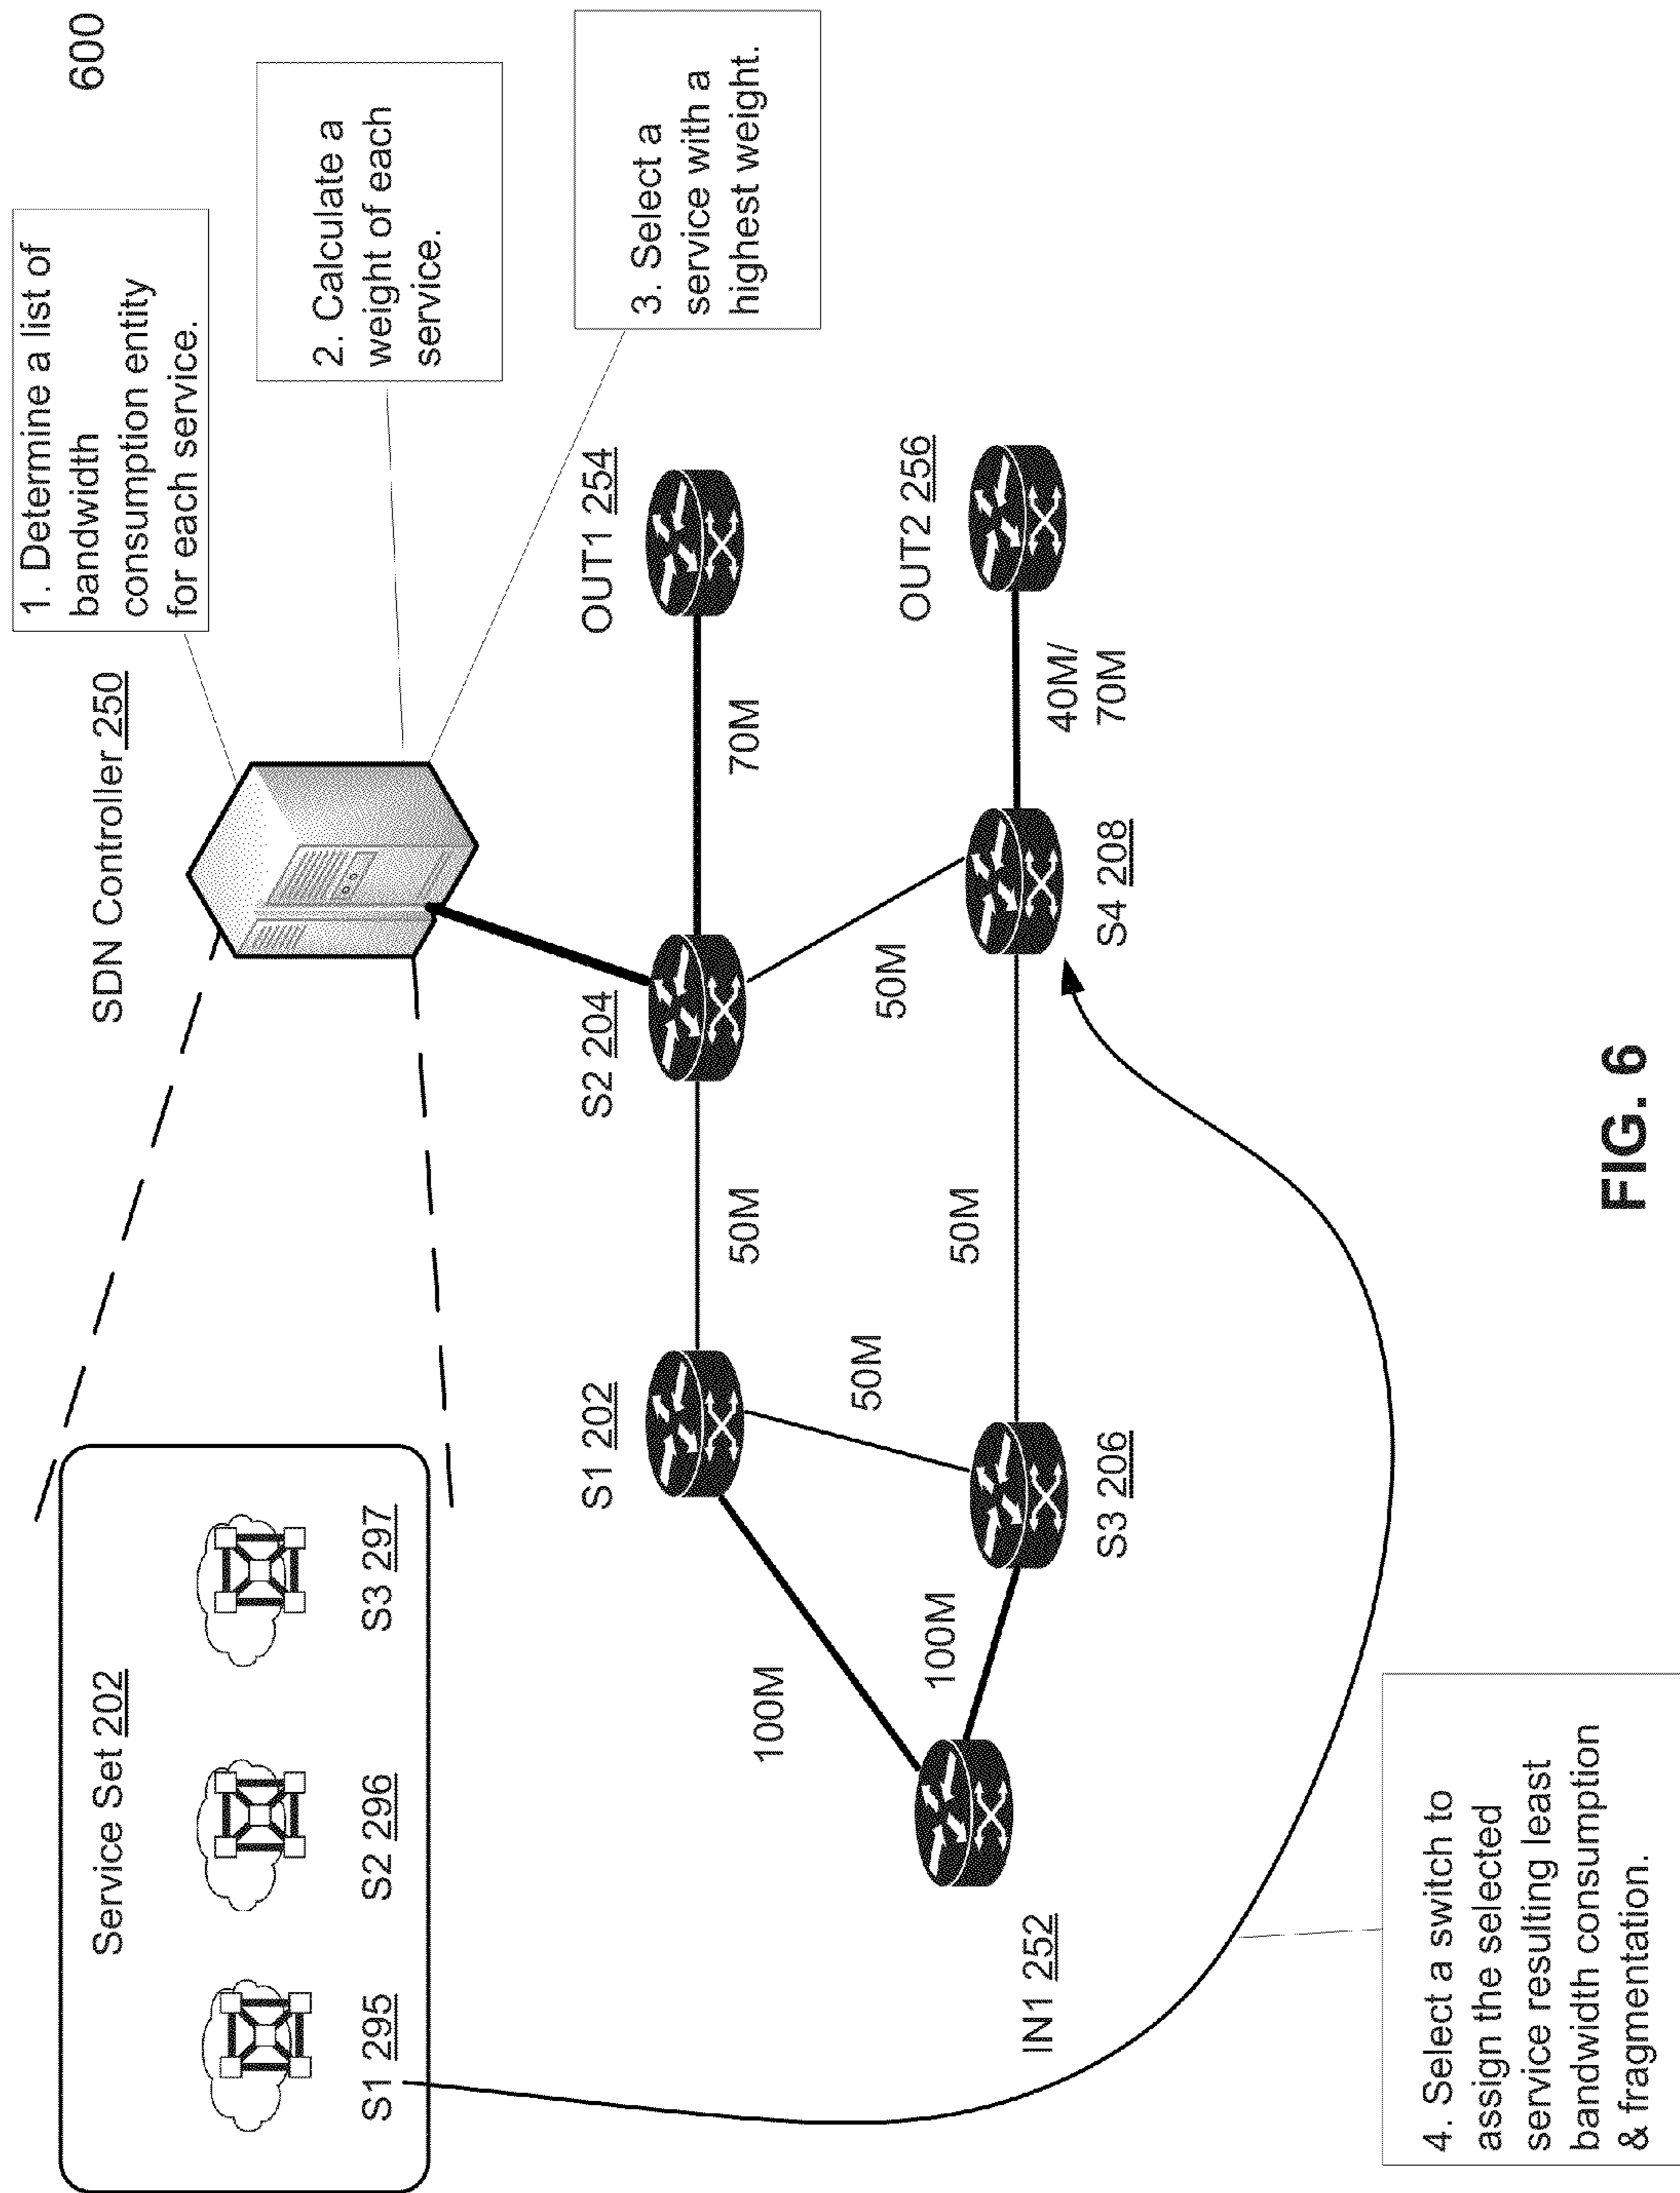 600
1. Determine a list of
bandwidth
consumption entity
for each service.
2. Calculate a
weight of each
service.
3. Select a
service with a
highest weight.
SDN Controller 250
Service Set 202
S1 295
S2 296
S3 297
S1 202
S2 204
OUT1 254
50M
70M
100M
50M
50M
100M
50M
40M/
70M
IN1 252
S3 206
S4 208
OUT2 256
4. Select a switch to
assign the selected
service resulting least
bandwidth consumption
& fragmentation.
FIG. 6